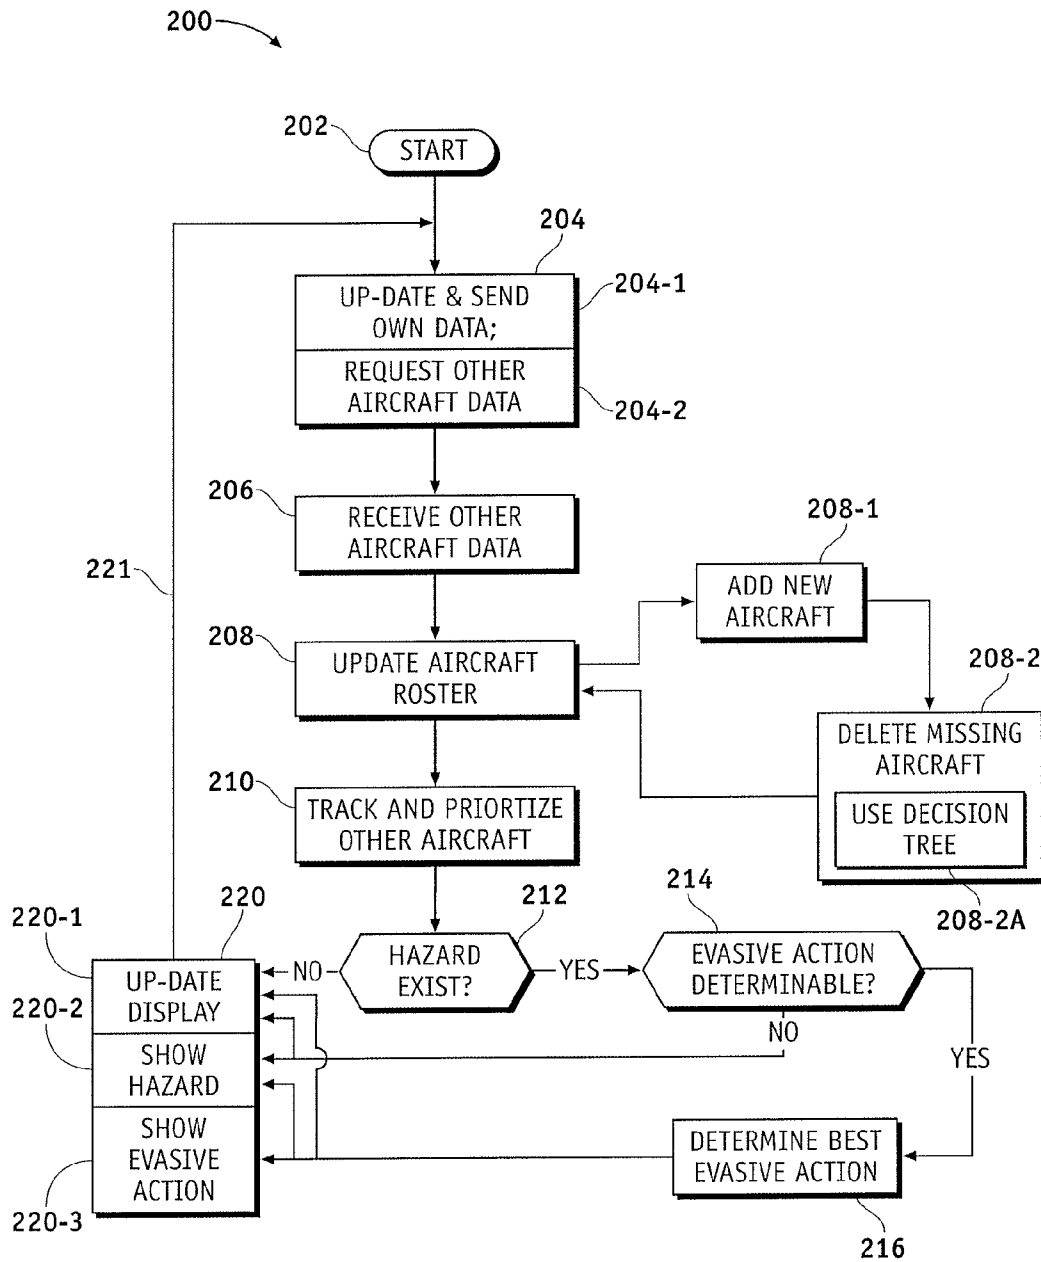 200
202
START
204
UP-DATE & SEND
OWN DATA;
204-1
REQUEST OTHER
AIRCRAFT DATA
204-2
206
RECEIVE OTHER
AIRCRAFT DATA
208-1
ADD NEW
AIRCRAFT
221
208
UPDATE AIRCRAFT
ROSTER
208-2
DELETE MISSING
AIRCRAFT
USE DECISION
TREE
208-2A
210
TRACK AND PRIORTIZE
OTHER AIRCRAFT
212
HAZARD
EXIST?
NO
YES
214
EVASIVE ACTION
DETERMINABLE?
NO
YES
220
220-1
UP-DATE
DISPLAY
220-2
SHOW
HAZARD
SHOW
EVASIVE
ACTION
220-3
DETERMINE BEST
EVASIVE ACTION
216